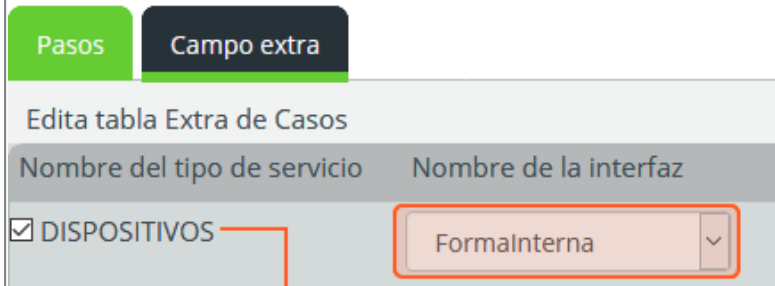 Pasos Campo extra
Edita tabla Extra de Casos
Nombre del tipo de servicio Nombre de la interfaz
DISPOSITIVOS FormaInterna